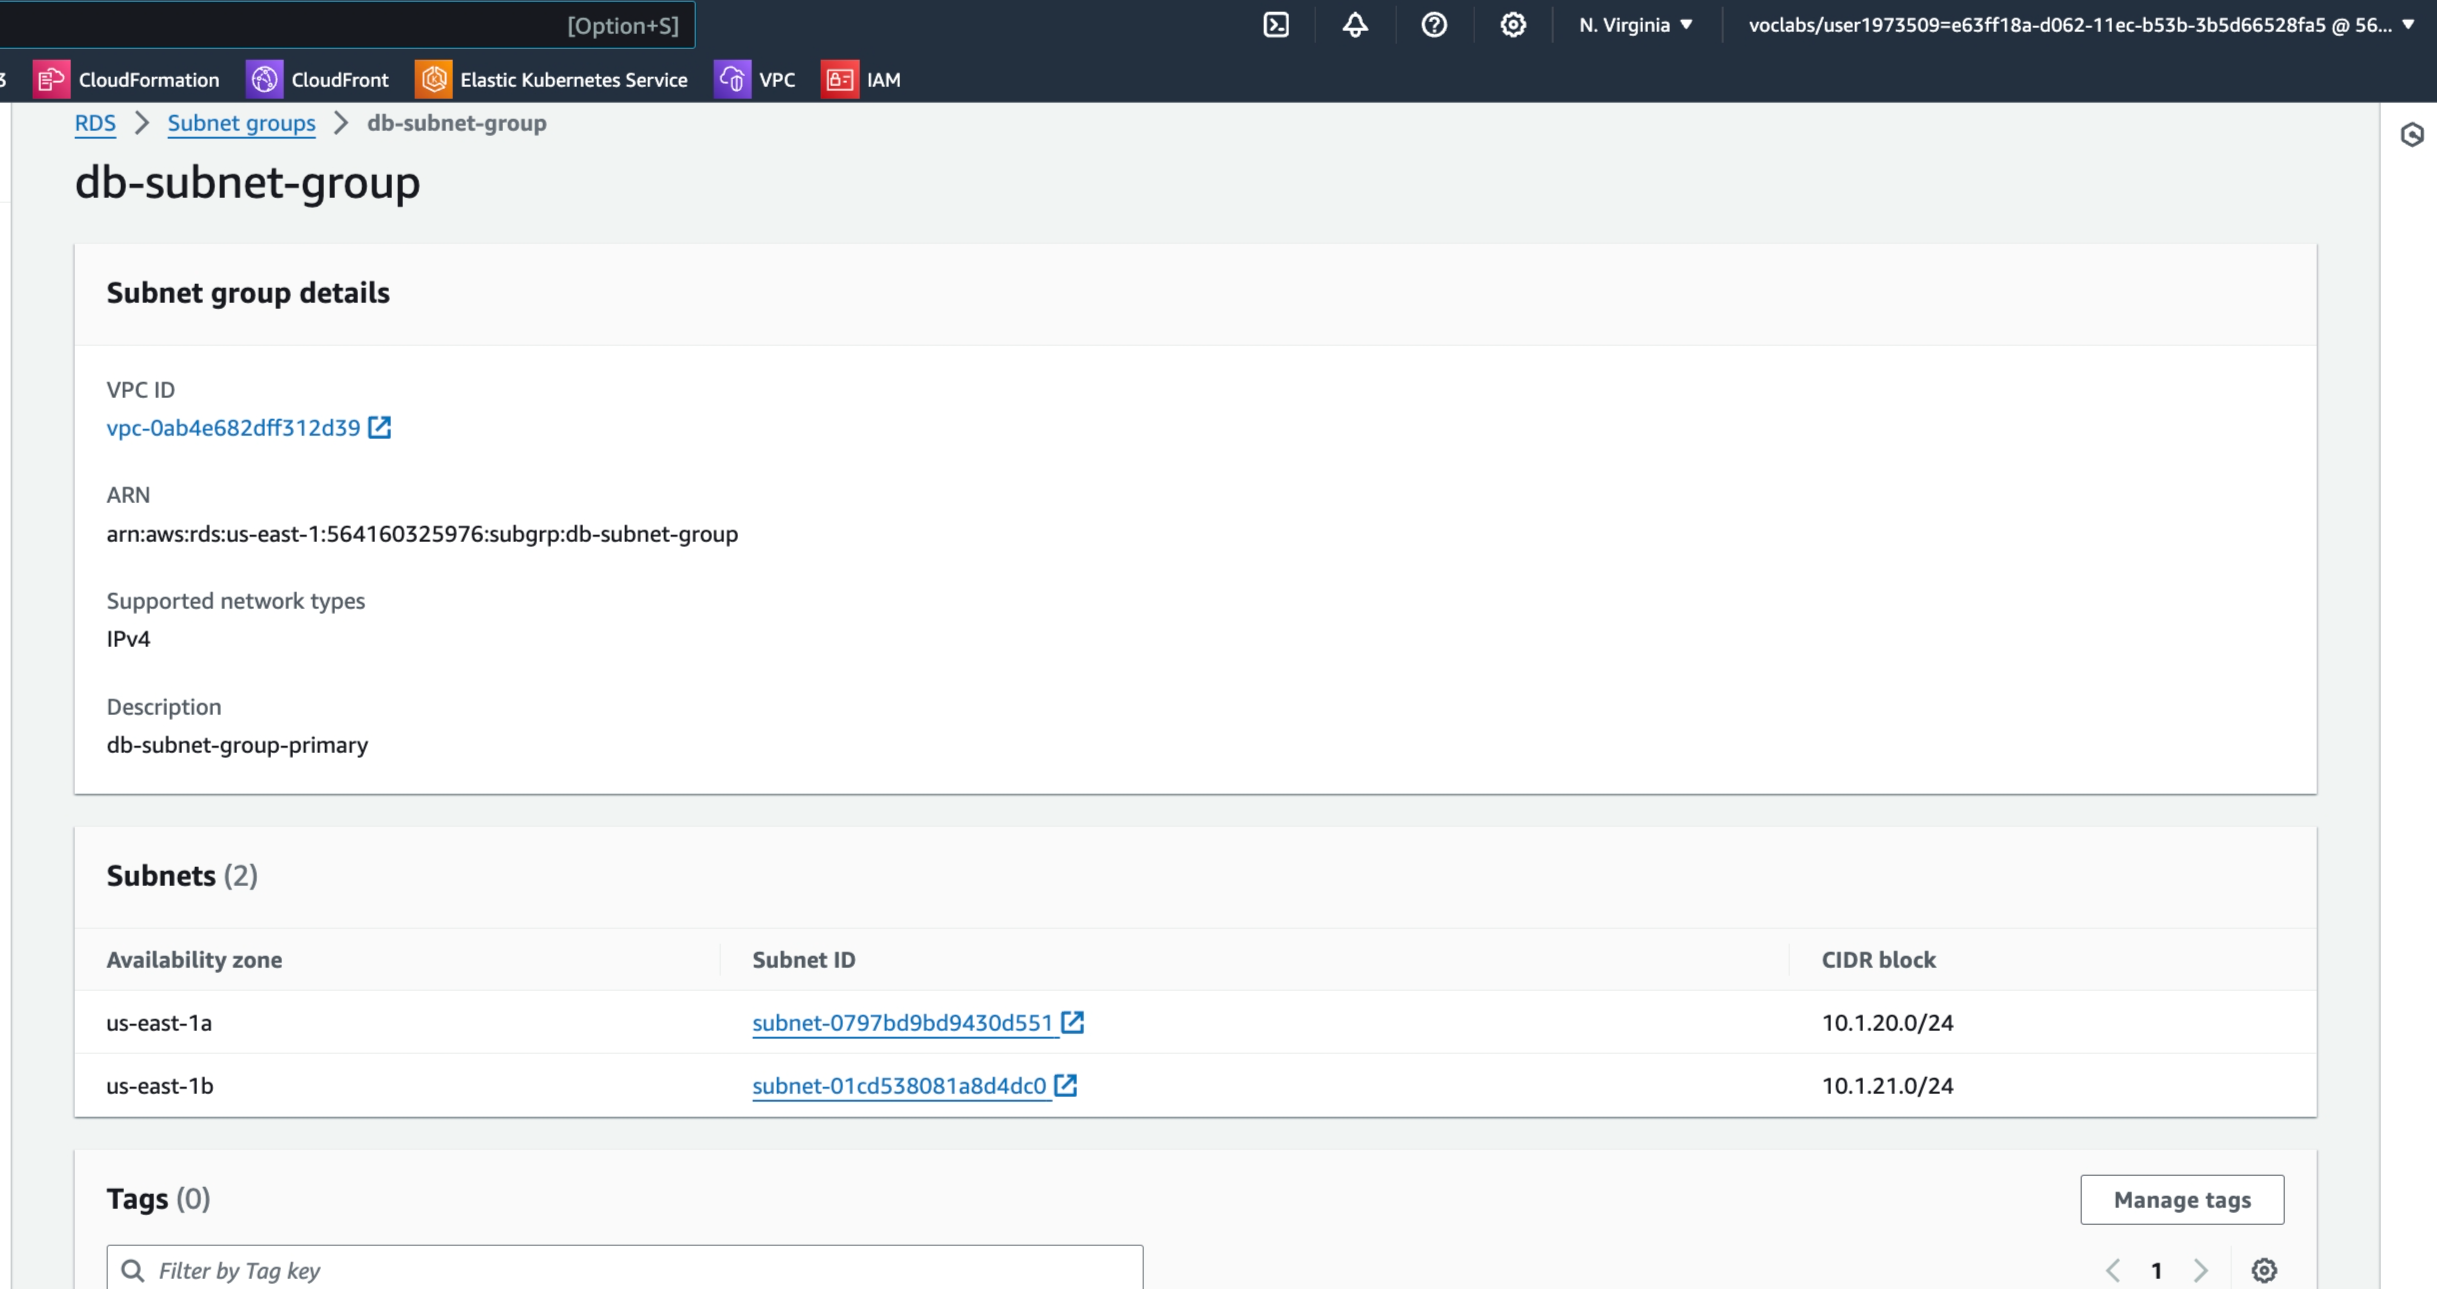 [Option+S]
N. Virginia
voclabs/user1973509=e63ff18a-d062-11ec-b53b-3b5d66528fa5 @ 56...
3
CloudFormation
CloudFront
Elastic Kubernetes Service
VPC
IAM
RDS
Subnet groups
db-subnet-group
db-subnet-group
Subnet group details
VPC ID
vpc-0ab4e682dff312d39
ARN
arn:aws:rds:us-east-1:564160325976:subgrp:db-subnet-group
Supported network types
IPv4
Description
db-subnet-group-primary
Subnets (2)
Availability zone
Subnet ID
CIDR block
us-east-1a
subnet-0797bd9bd9430d551
10.1.20.0/24
us-east-1b
subnet-01cd538081a8d4dc0
10.1.21.0/24
Tags (0)
Manage tags
Filter by Tag key
1